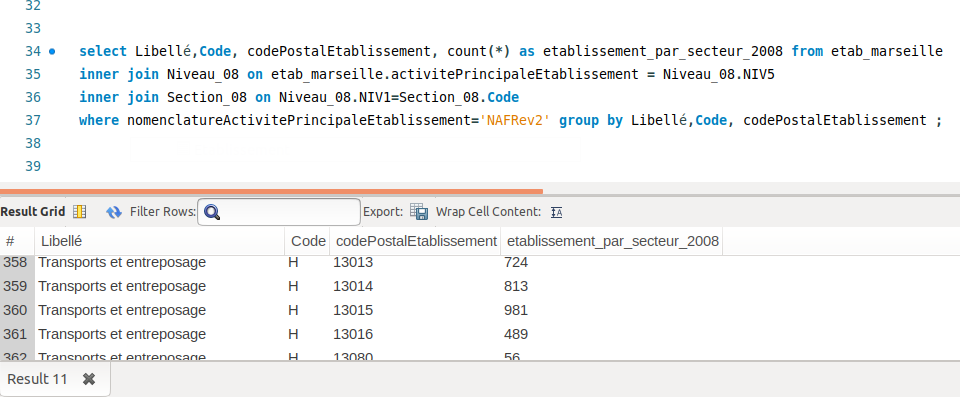 32
33
34 select Libellé,Code, codePostalEtablissement, count(*) as etablissement_par_secteur_2008 from etab_marseille
35 inner join Niveau_08 on etab_marseille.activitePrincipaleEtablissement = Niveau_08.NIV5
36 inner join Section_08 on Niveau_08.NIV1=Section_08.Code
37 where nomenclatureActivitePrincipaleEtablissement='NAFRev2' group by Libellé,Code, codePostalEtablissement ;
38
39
Result Grid Filter Rows: Export: Wrap Cell Content: IA
# Libellé Code codePostalEtablissement etablissement_par_secteur_2008
358 Transports et entreposage H 13013 724
359 Transports et entreposage H 13014 813
360 Transports et entreposage H 13015 981
361 Transports et entreposage H 13016 489
362 Transports et entreposage H 13080 56
Result 11